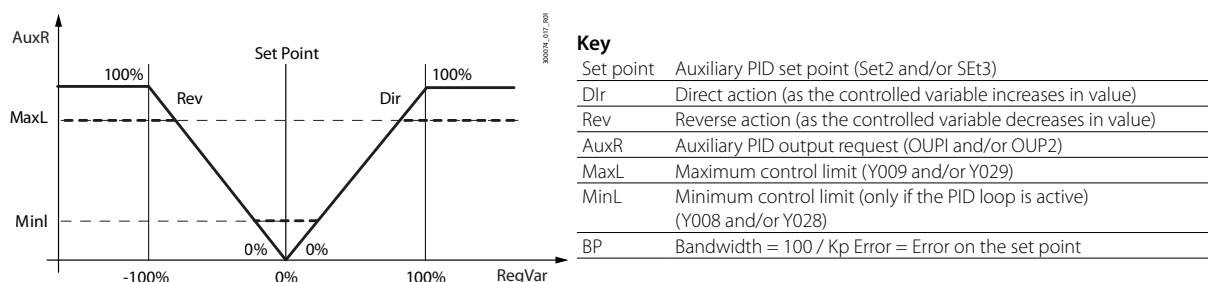 AuxR
300074_017_R01
Set Point
100%
100%
Rev
Dir
MaxL
Minl
0%
0%
-100%
0%
100%
RegVar
Key
Set point Auxiliary PID set point (Set2 and/or SEt3)
DIr Direct action (as the controlled variable increases in value)
Rev Reverse action (as the controlled variable decreases in value)
AuxR Auxiliary PID output request (OUPI and/or OUP2)
MaxL Maximum control limit (Y009 and/or Y029)
MinL Minimum control limit (only if the PID loop is active)
(Y008 and/or Y028)
BP Bandwidth = 100 / Kp Error = Error on the set point